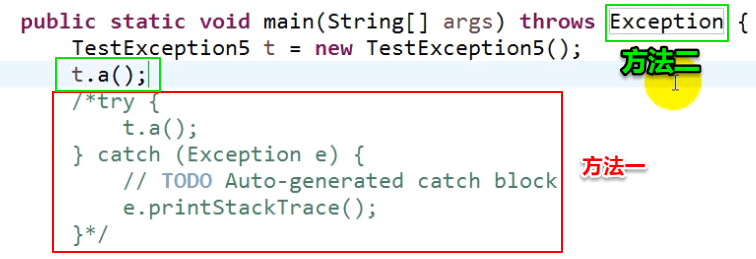 public static void main(String[] args) throws Exception {
TestException5 t = new TestException5();
方法二
t.a();
/*try {
t.a();
} catch (Exception e) {
方法一
// TODO Auto-generated catch block
e.printStackTrace();
}*/